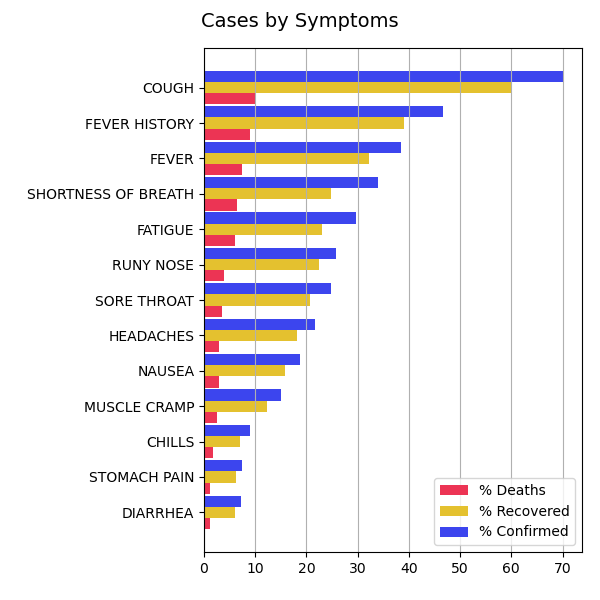 Cases by Symptoms
COUGH
FEVER HISTORY
FEVER
SHORTNESS OF BREATH
FATIGUE
RUNY NOSE
SORE THROAT
HEADACHES
NAUSEA
MUSCLE CRAMP
CHILLS
STOMACH PAIN
DIARRHEA
% Deaths
% Recovered
% Confirmed
0 10 20 30 40 50 60 70